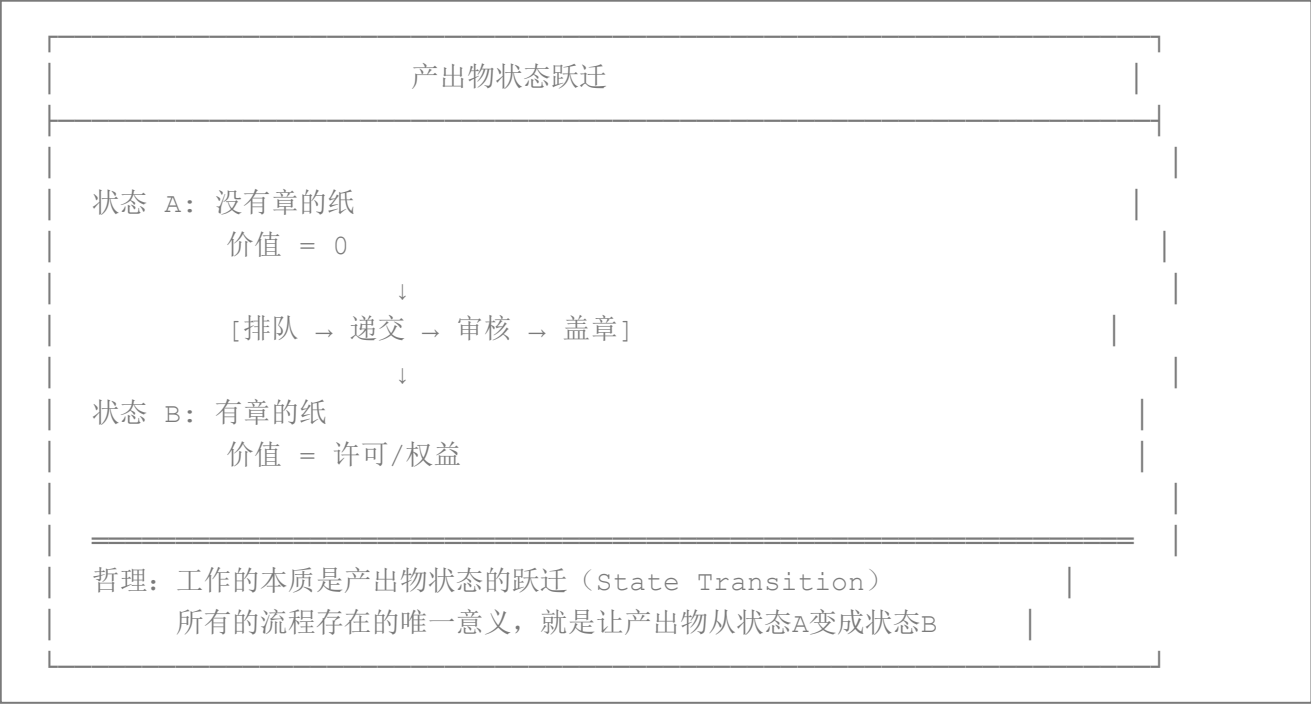 产出物状态跃迁
状态 A: 没有章的纸
价值 = 0
↓
[排队 → 递交 → 审核 → 盖章]
↓
状态 B: 有章的纸
价值 = 许可/权益
哲理: 工作的本质是产出物状态的跃迁（State Transition）
所有的流程存在的唯一意义，就是让产出物从状态A变成状态B